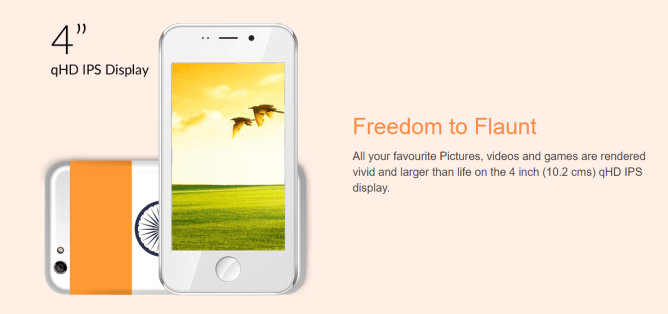 4”
qHD IPS Display
Freedom to Flaunt
All your favourite Pictures, videos and games are rendered
vivid and larger than life on the 4 inch (10.2 cms) qHD IPS
display.